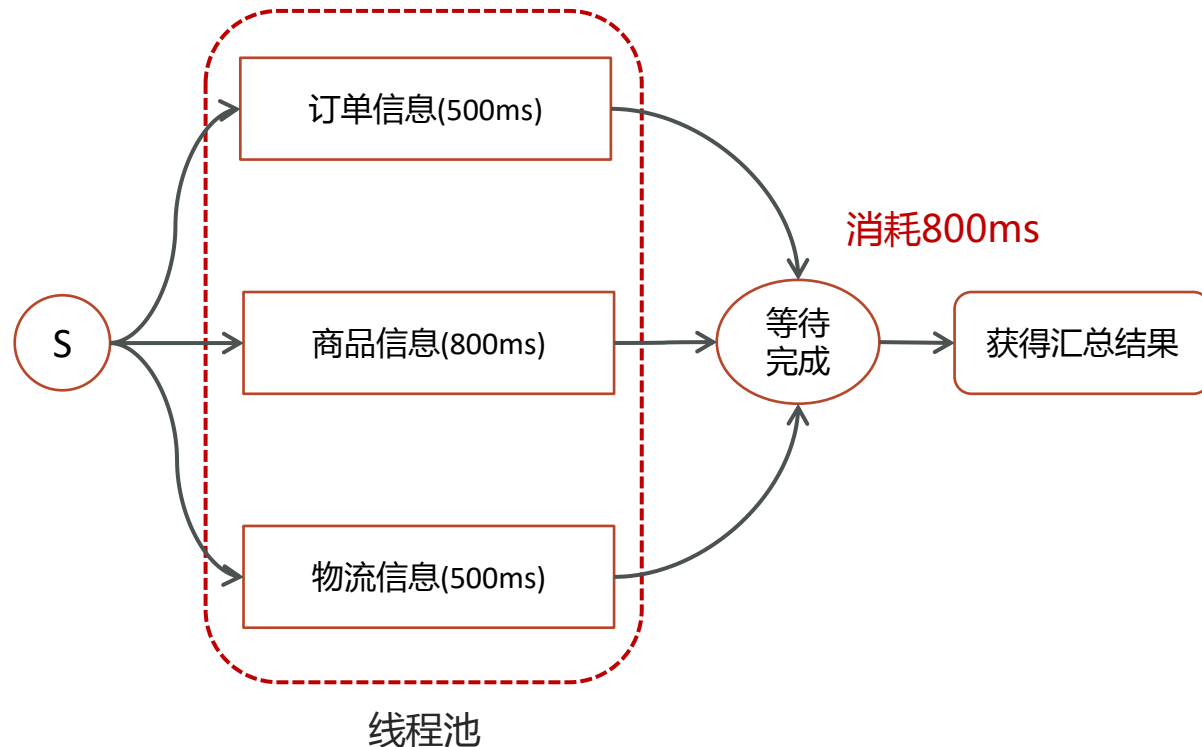 订单信息(500ms)
消耗800ms
S
商品信息(800ms)
等待
完成
获得汇总结果
物流信息(500ms)
线程池